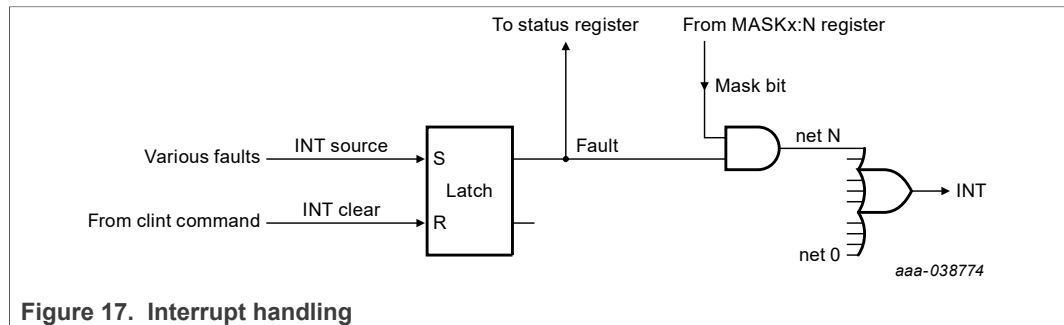 To status register
From MASKx:N register
Mask bit
net N
Various faults
INT source
S
Fault
Latch
INT
From clint command
INT clear
R
net 0
aaa-038774
Figure 17. Interrupt handling